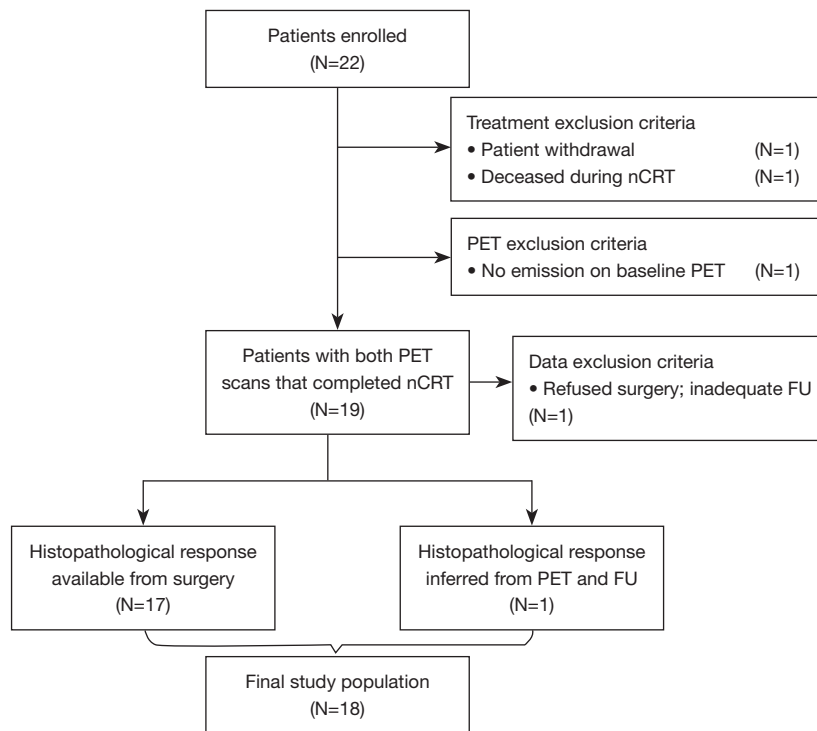 Patients enrolled
(N=22)
Treatment exclusion criteria
• Patient withdrawal (N=1)
• Deceased during nCRT (N=1)
PET exclusion criteria
• No emission on baseline PET (N=1)
Patients with both PET
scans that completed nCRT
(N=19)
Data exclusion criteria
• Refused surgery; inadequate FU
(N=1)
Histopathological response
available from surgery
(N=17)
Histopathological response
inferred from PET and FU
(N=1)
Final study population
(N=18)